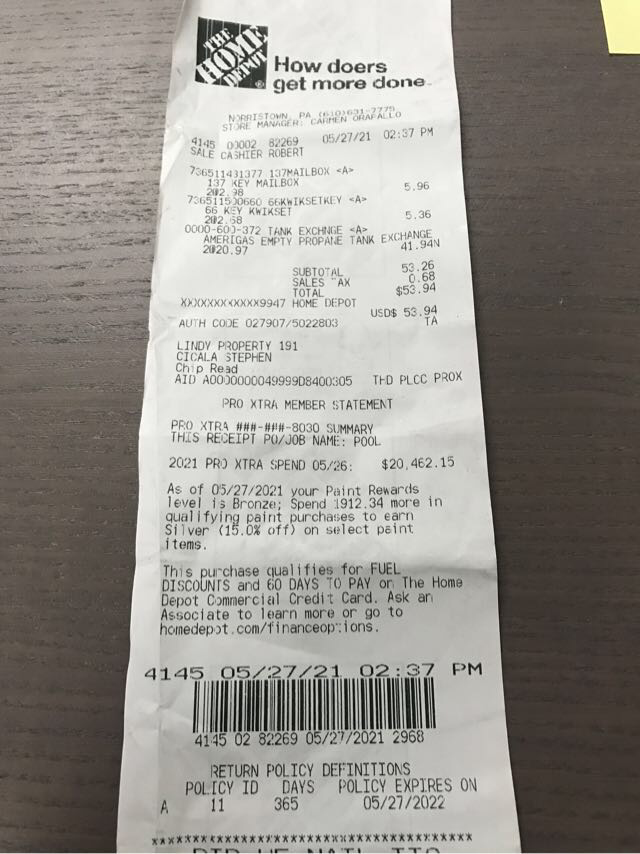 THE
HOME
DEPOT
How doers
get more done.
NORRISTOWN, PA (610)631-7775
STORE MANAGER: CARMEN ORAFALLO
4145 00002 82269 05/27/21 02:37 PM
SALE CASHIER ROBERT
736511431377 137MAILBOX <A>
137 KEY MAILBOX
2@2.98 5.96
736511500660 66KWIKSETKEY <A>
66 KEY KWIKSET
2@2.68 5.36
0000-600-372 TANK EXCHNGE <A>
AMERIGAS EMPTY PROPANE TANK EXCHANGE
2@20.97 41.94N
SUBTOTAL 53.26
SALES TAX 0.68
TOTAL $53.94
XXXXXXXXXXXX9947 HOME DEPOT
USD$ 53.94
AUTH CODE 027907/5022803 TA
LINDY PROPERTY 191
CICALA STEPHEN
Chip Read
AID A0000000049999D8400305 THD PLCC PROX
PRO XTRA MEMBER STATEMENT
PRO XTRA ###-###-8030 SUMMARY
THIS RECEIPT PO/JOB NAME: POOL
2021 PRO XTRA SPEND 05/26: $20,462.15
As of 05/27/2021 your Paint Rewards
level is Bronze; Spend 1912.34 more in
qualifying paint purchases to earn
Silver (15.0% off) on select paint
items.
This purchase qualifies for FUEL
DISCOUNTS and 60 DAYS TO PAY on The Home
Depot Commercial Credit Card. Ask an
Associate to learn more or go to
homedepot.com/financeoptions.
4145 05/27/21 02:37 PM
4145 02 82269 05/27/2021 2968
RETURN POLICY DEFINITIONS
POLICY ID DAYS POLICY EXPIRES ON
A 11 365 05/27/2022